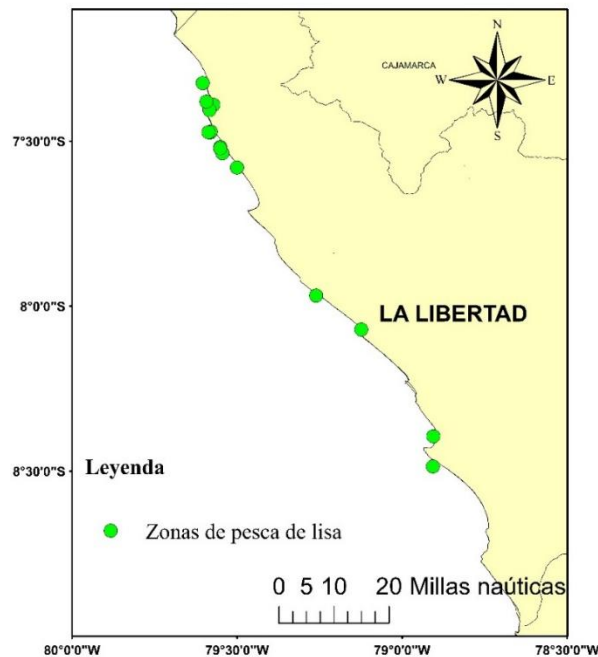 N
CAJAMARCA
W
E
S
7°30'0"S
8°0'0"S
LA LIBERTAD
8°30'0"S
Leyenda
Zonas de pesca de lisa
0 5 10 20 Millas naúticas
80°0'0"W
79°30'0"W
79°0'0"W
78°30'0"W